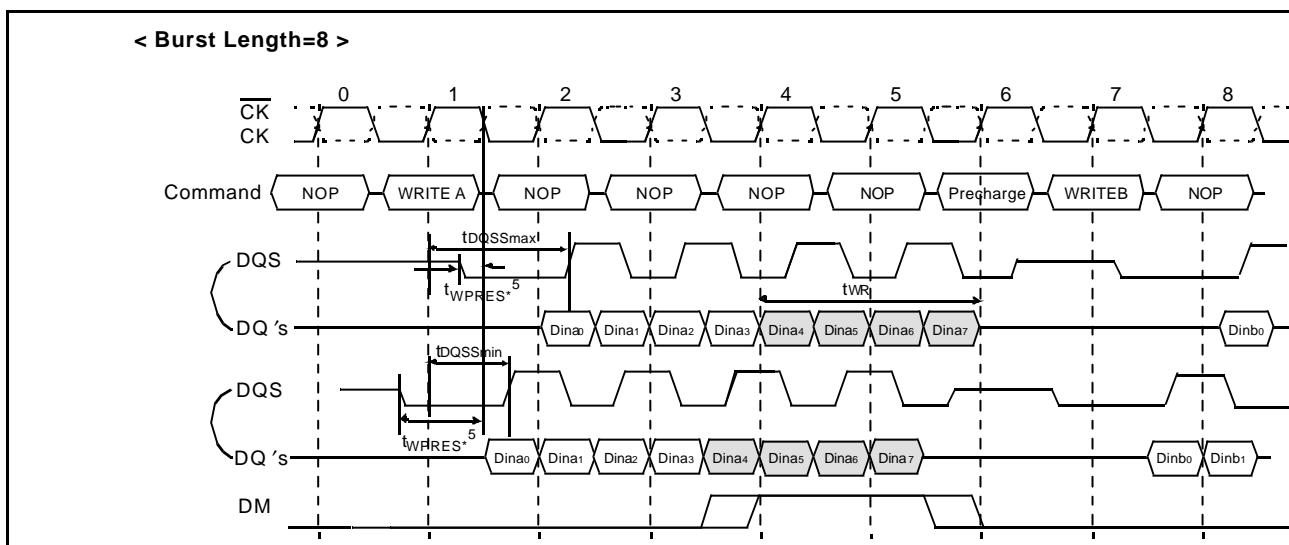 < Burst Length=8 >
0 1 2 3 4 5 6 7 8
CK
CK
Command NOP WRITE A NOP NOP NOP NOP Precharge WRITEB NOP
tDQSSmax
DQS
tWPRES*5
tWR
DQ's Dina0 Dina1 Dina2 Dina3 Dina4 Dina5 Dina6 Dina7 Dinb0
tDQSSmin
DQS
tWPRES*5
DQ's Dina0 Dina1 Dina2 Dina3 Dina4 Dina5 Dina6 Dina7 Dinb0 Dinb1
DM